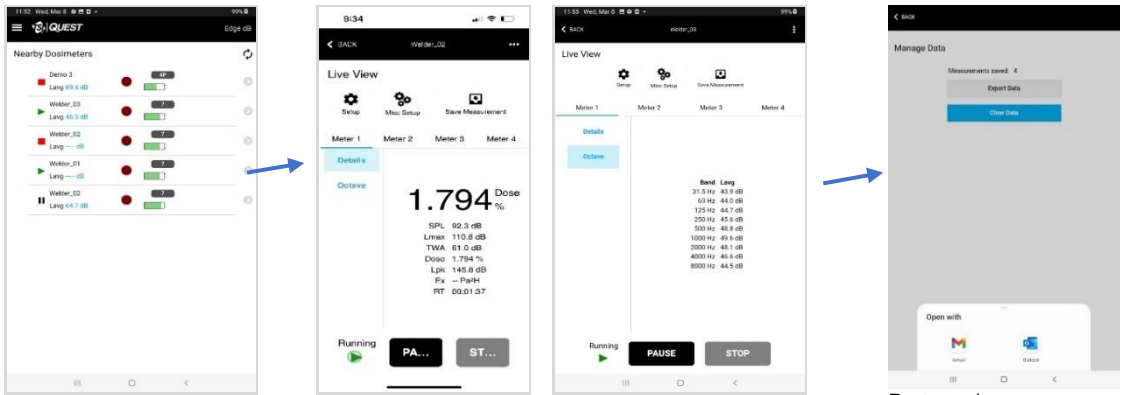 11:52 Wed, Mar 8
99%
QUEST
Edge dB
Nearby Dosimeters
Demo 3
4P
Lavg 69.4 dB
Welder_03
7
Lavg 46.5 dB
Welder_02
7
Lavg --.- dB
Welder_01
7
Lavg --.- dB
Welder_02
7
Lavg 64.7 dB
9:34
BACK
Welder_02
Live View
Setup
Misc Setup
Save Measurement
Meter 1
Meter 2
Meter 3
Meter 4
Details
Octave
1.794 Dose
%
SPL 92.3 dB
Lmax 110.8 dB
TWA 61.0 dB
Dose 1.794 %
Lpk 145.8 dB
Ex -- Pa²H
RT 00:01:37
Running
PA...
ST...
11:55 Wed, Mar 8
99%
BACK
Welder_03
Live View
Setup
Misc Setup
Save Measurement
Meter 1
Meter 2
Meter 3
Meter 4
Details
Octave
Band Lavg
31.5 Hz 43.9 dB
63 Hz 44.0 dB
125 Hz 44.7 dB
250 Hz 45.6 dB
500 Hz 48.8 dB
1000 Hz 49.6 dB
2000 Hz 48.1 dB
4000 Hz 46.6 dB
8000 Hz 44.5 dB
Running
PAUSE
STOP
BACK
Manage Data
Measurements saved: 4
Export Data
Clear Data
Open with
Gmail
Outlook